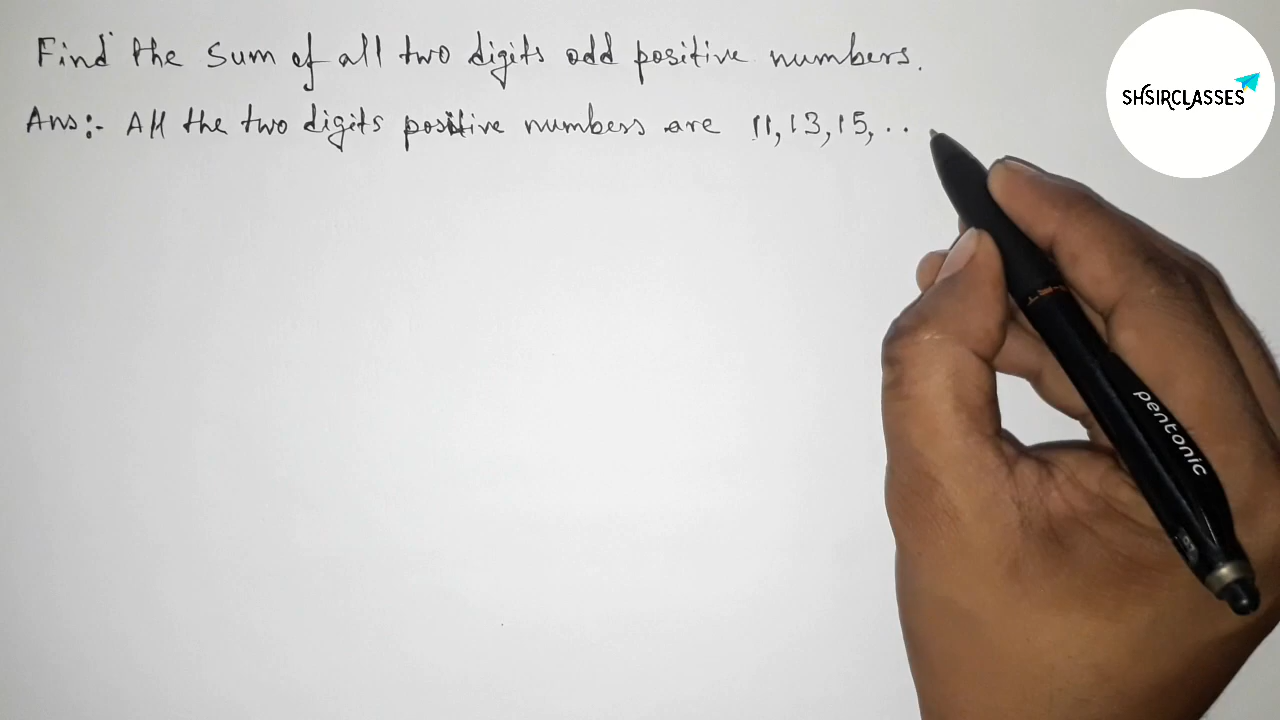 Find the sum of all two digits odd positive numbers.
Ans:- All the two digits positive numbers are 11, 13, 15, ..
SHSIRCLASSES
pentonic